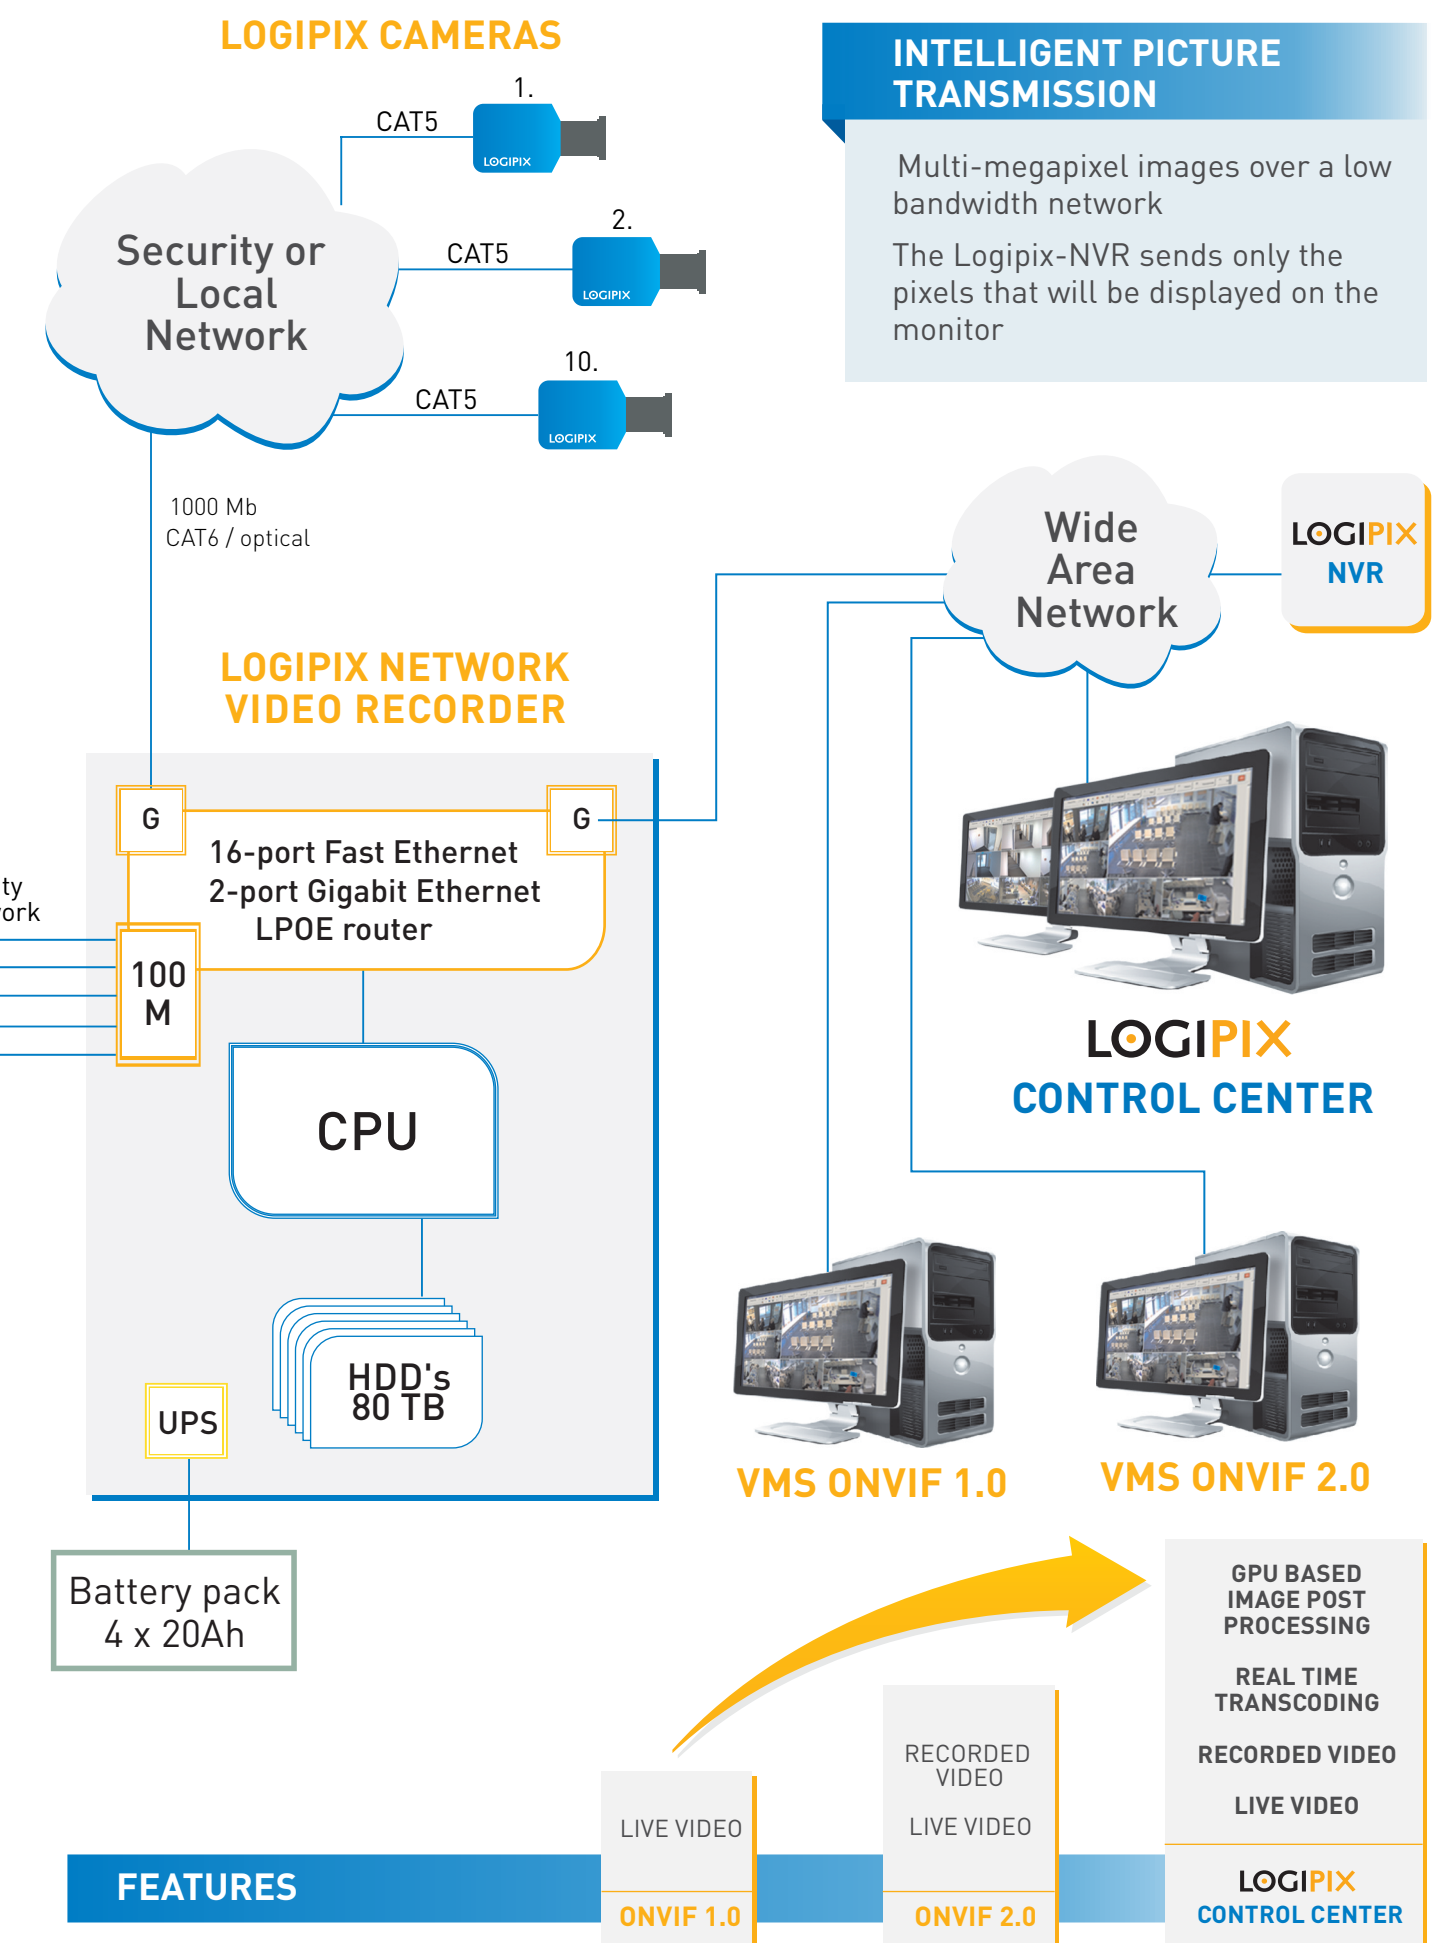 LOGIPIX CAMERAS
1.
CAT5
LOGIPIX
2.
CAT5
LOGIPIX
10.
CAT5
LOGIPIX
Security or
Local
Network
1000 Mb
CAT6 / optical
INTELLIGENT PICTURE
TRANSMISSION
Multi-megapixel images over a low
bandwidth network
The Logipix-NVR sends only the
pixels that will be displayed on the
monitor
Wide
Area
Network
LOGIPIX
NVR
LOGIPIX NETWORK
VIDEO RECORDER
G
G
16-port Fast Ethernet
2-port Gigabit Ethernet
LPOE router
ty
ork
100
M
CPU
HDD's
80 TB
UPS
Battery pack
4 x 20Ah
LOGIPIX
CONTROL CENTER
VMS ONVIF 1.0
VMS ONVIF 2.0
GPU BASED
IMAGE POST
PROCESSING
REAL TIME
TRANSCODING
RECORDED VIDEO
LIVE VIDEO
RECORDED
VIDEO
LIVE VIDEO
LIVE VIDEO
FEATURES
ONVIF 1.0
ONVIF 2.0
LOGIPIX
CONTROL CENTER